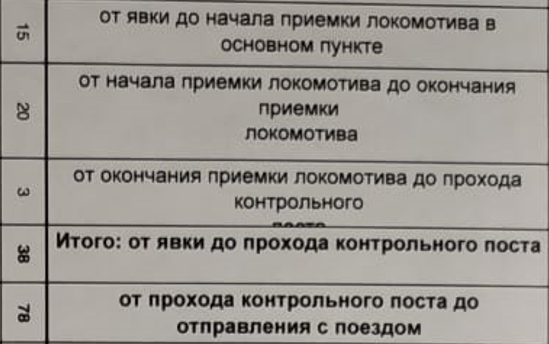 15
от явки до начала приемки локомотива в
основном пункте
20
от начала приемки локомотива до окончания
приемки
локомотива
3
от окончания приемки локомотива до прохода
контрольного
поста
38
Итого: от явки до прохода контрольного поста
78
от прохода контрольного поста до
отправления с поездом